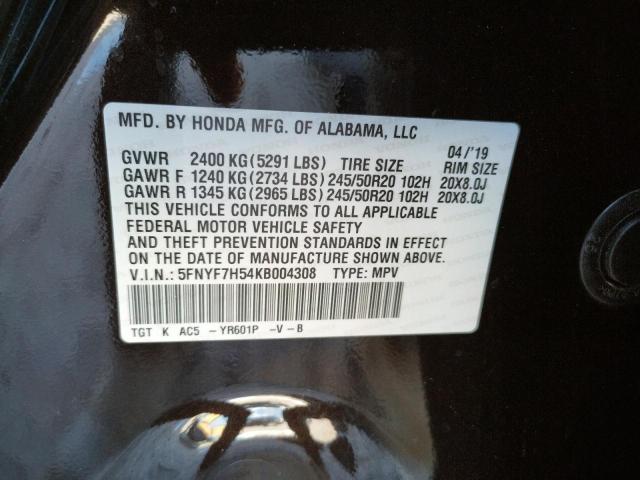 MFD. BY HONDA MFG. OF ALABAMA, LLC
04/'19
GVWR 2400 KG(5291 LBS) TIRE SIZE RIM SIZE
GAWR F 1240 KG(2734 LBS) 245/50R20 102H 20X8.0J
GAWR R 1345 KG(2965 LBS) 245/50R20 102H 20X8.0J
THIS VEHICLE CONFORMS TO ALL APPLICABLE
FEDERAL MOTOR VEHICLE SAFETY
AND THEFT PREVENTION STANDARDS IN EFFECT
ON THE DATE OF MANUFACTURE SHOWN ABOVE.
V.I.N.: 5FNYF7H54KB004308 TYPE: MPV
TGT K AC5 -YR601P -V-B